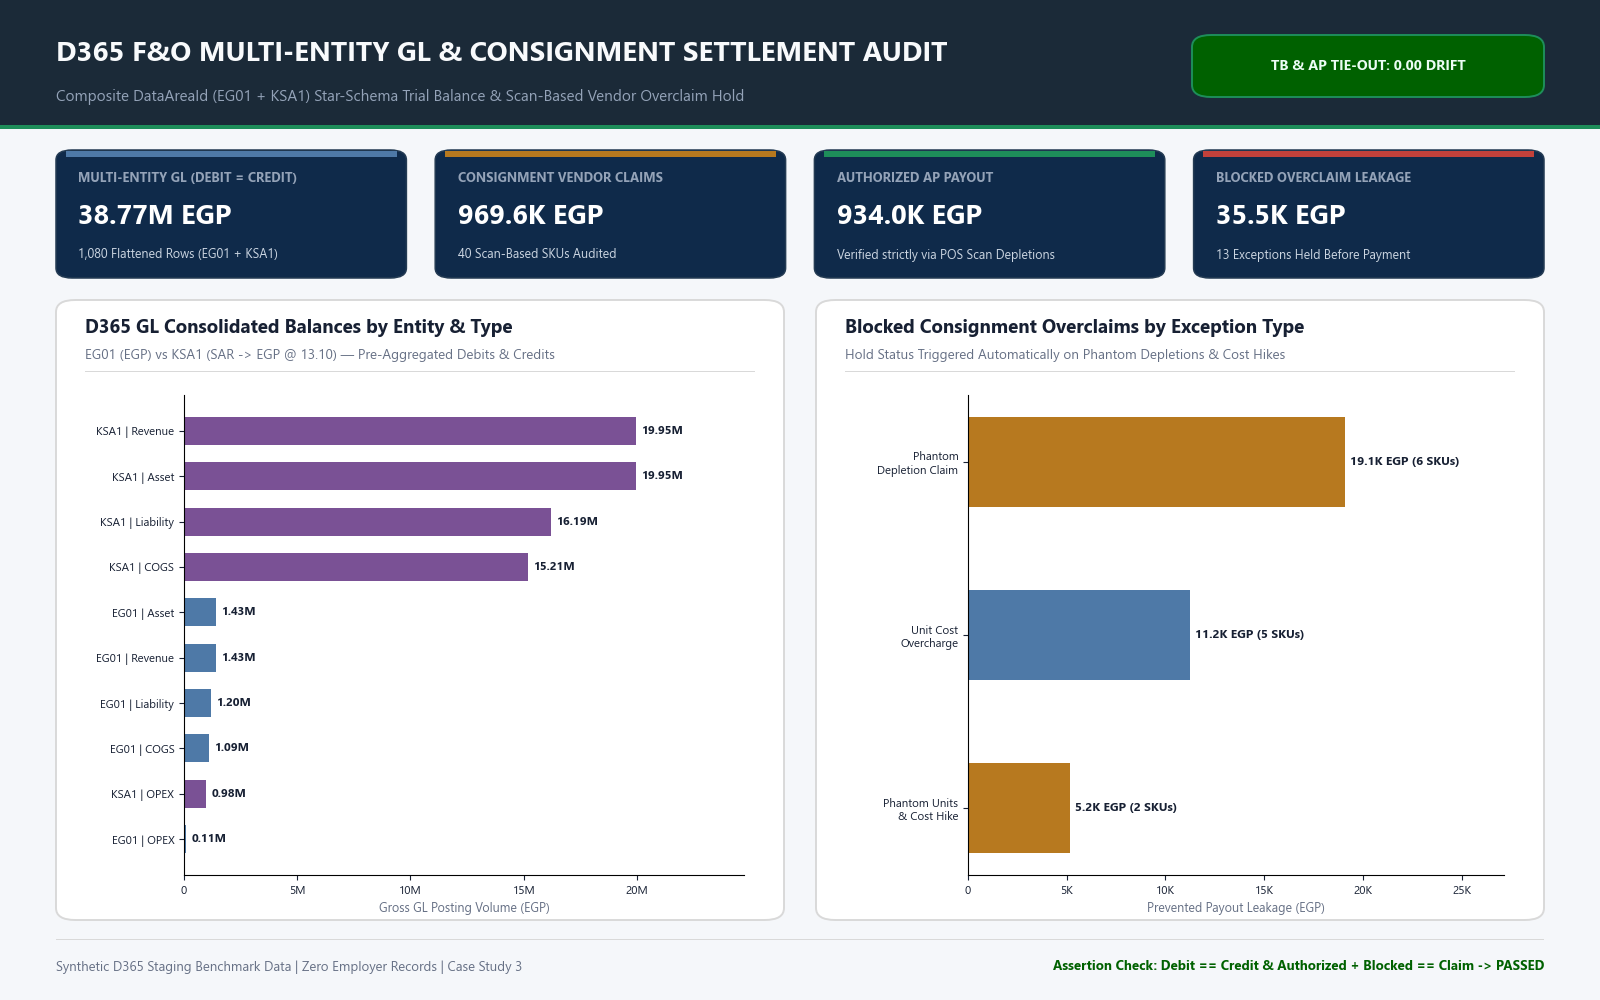 D365 F&O MULTI-ENTITY GL & CONSIGNMENT SETTLEMENT AUDIT
Composite DataAreaId (EG01 + KSA1) Star-Schema Trial Balance & Scan-Based Vendor Overclaim Hold
TB & AP TIE-OUT: 0.00 DRIFT
MULTI-ENTITY GL (DEBIT = CREDIT)
38.77M EGP
1,080 Flattened Rows (EG01 + KSA1)
CONSIGNMENT VENDOR CLAIMS
969.6K EGP
40 Scan-Based SKUs Audited
AUTHORIZED AP PAYOUT
934.0K EGP
Verified strictly via POS Scan Depletions
BLOCKED OVERCLAIM LEAKAGE
35.5K EGP
13 Exceptions Held Before Payment
D365 GL Consolidated Balances by Entity & Type
EG01 (EGP) vs KSA1 (SAR -> EGP @ 13.10) — Pre-Aggregated Debits & Credits
KSA1 | Revenue 19.95M
KSA1 | Asset 19.95M
KSA1 | Liability 16.19M
KSA1 | COGS 15.21M
EG01 | Asset 1.43M
EG01 | Revenue 1.43M
EG01 | Liability 1.20M
EG01 | COGS 1.09M
KSA1 | OPEX 0.98M
EG01 | OPEX 0.11M
0 5M 10M 15M 20M
Gross GL Posting Volume (EGP)
Blocked Consignment Overclaims by Exception Type
Hold Status Triggered Automatically on Phantom Depletions & Cost Hikes
Phantom
Depletion Claim
19.1K EGP (6 SKUs)
Unit Cost
Overcharge
11.2K EGP (5 SKUs)
Phantom Units
& Cost Hike
5.2K EGP (2 SKUs)
0 5K 10K 15K 20K 25K
Prevented Payout Leakage (EGP)
Synthetic D365 Staging Benchmark Data | Zero Employer Records | Case Study 3
Assertion Check: Debit == Credit & Authorized + Blocked == Claim -> PASSED